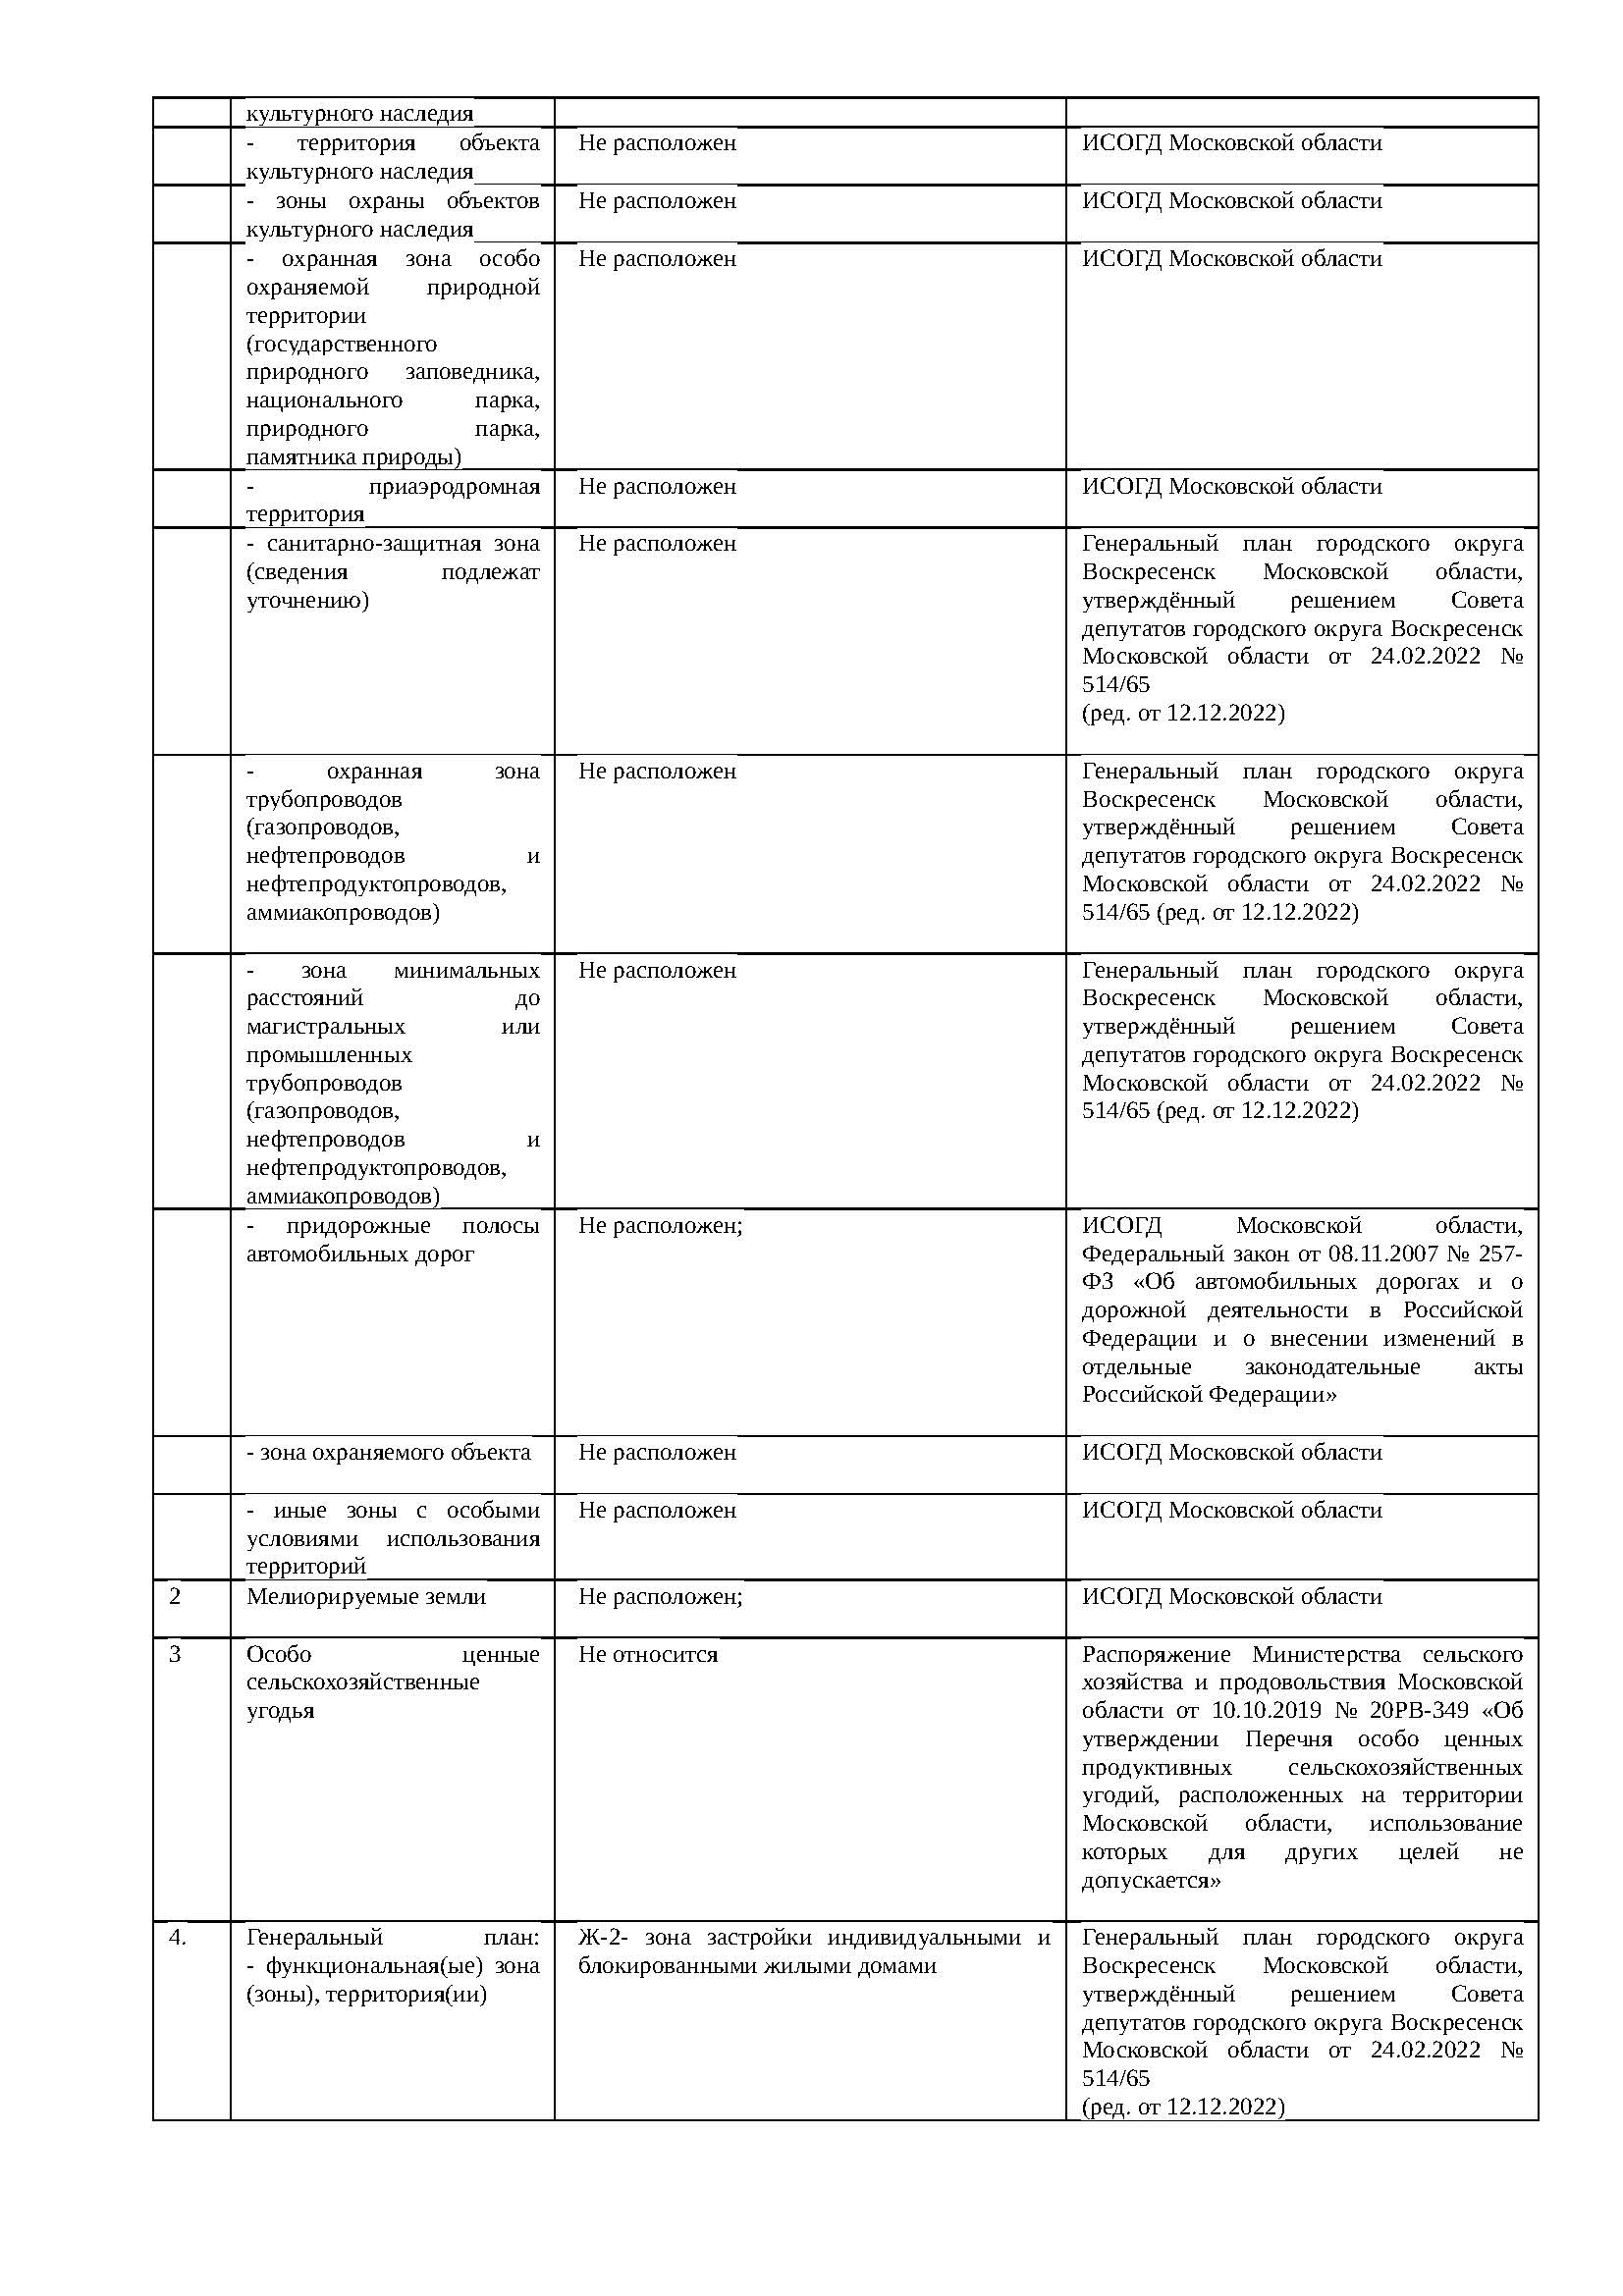 культурного наследия
- территория объекта
культурного наследия
Не расположен
ИСОГД Московской области
- зоны охраны объектов
культурного наследия
Не расположен
ИСОГД Московской области
- охранная зона особо
охраняемой природной
территории
(государственного
природного заповедника,
национального парка,
природного парка,
памятника природы)
Не расположен
ИСОГД Московской области
- приаэродромная
территория
Не расположен
ИСОГД Московской области
- санитарно-защитная зона
(сведения подлежат
уточнению)
Не расположен
Генеральный план городского округа
Воскресенск Московской области,
утверждённый решением Совета
депутатов городского округа Воскресенск
Московской области от 24.02.2022 №
514/65
(ред. от 12.12.2022)
- охранная зона
трубопроводов
(газопроводов,
нефтепроводов и
нефтепродуктопроводов,
аммиакопроводов)
Не расположен
Генеральный план городского округа
Воскресенск Московской области,
утверждённый решением Совета
депутатов городского округа Воскресенск
Московской области от 24.02.2022 №
514/65 (ред. от 12.12.2022)
- зона минимальных
расстояний до
магистральных или
промышленных
трубопроводов
(газопроводов,
нефтепроводов и
нефтепродуктопроводов,
аммиакопроводов)
Не расположен
Генеральный план городского округа
Воскресенск Московской области,
утверждённый решением Совета
депутатов городского округа Воскресенск
Московской области от 24.02.2022 №
514/65 (ред. от 12.12.2022)
- придорожные полосы
автомобильных дорог
Не расположен;
ИСОГД Московской области,
Федеральный закон от 08.11.2007 № 257-
ФЗ «Об автомобильных дорогах и о
дорожной деятельности в Российской
Федерации и о внесении изменений в
отдельные законодательные акты
Российской Федерации»
- зона охраняемого объекта
Не расположен
ИСОГД Московской области
- иные зоны с особыми
условиями использования
территорий
Не расположен
ИСОГД Московской области
2
Мелиорируемые земли
Не расположен;
ИСОГД Московской области
3
Особо ценные
сельскохозяйственные
угодья
Не относится
Распоряжение Министерства сельского
хозяйства и продовольствия Московской
области от 10.10.2019 № 20РВ-349 «Об
утверждении Перечня особо ценных
продуктивных сельскохозяйственных
угодий, расположенных на территории
Московской области, использование
которых для других целей не
допускается»
4.
Генеральный план:
- функциональная(ые) зона
(зоны), территория(ии)
Ж-2- зона застройки индивидуальными и
блокированными жилыми домами
Генеральный план городского округа
Воскресенск Московской области,
утверждённый решением Совета
депутатов городского округа Воскресенск
Московской области от 24.02.2022 №
514/65
(ред. от 12.12.2022)